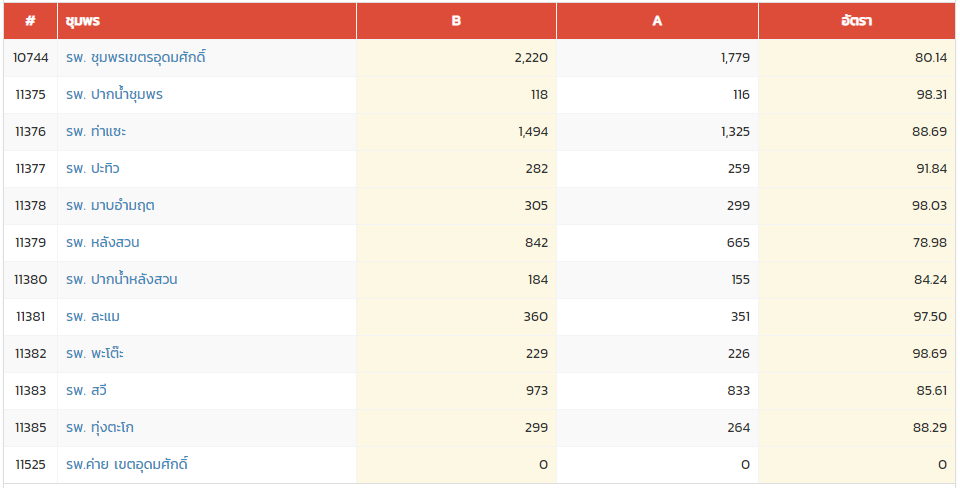 # ชุมพร B A อัตรา
10744 รพ. ชุมพรเขตรอุดมศักดิ์ 2,220 1,779 80.14
11375 รพ. ปากน้ำชุมพร 118 116 98.31
11376 รพ. ท่าแซะ 1,494 1,325 88.69
11377 รพ. ปะทิว 282 259 91.84
11378 รพ. มาบอำมฤต 305 299 98.03
11379 รพ. หลังสวน 842 665 78.98
11380 รพ. ปากน้ำหลังสวน 184 155 84.24
11381 รพ. ละแม 360 351 97.50
11382 รพ. พะโต๊ะ 229 226 98.69
11383 รพ. สวี 973 833 85.61
11385 รพ. ทุ่งตะโก 299 264 88.29
11525 รพ.ค่าย เขตอุดมศักดิ์ 0 0 0